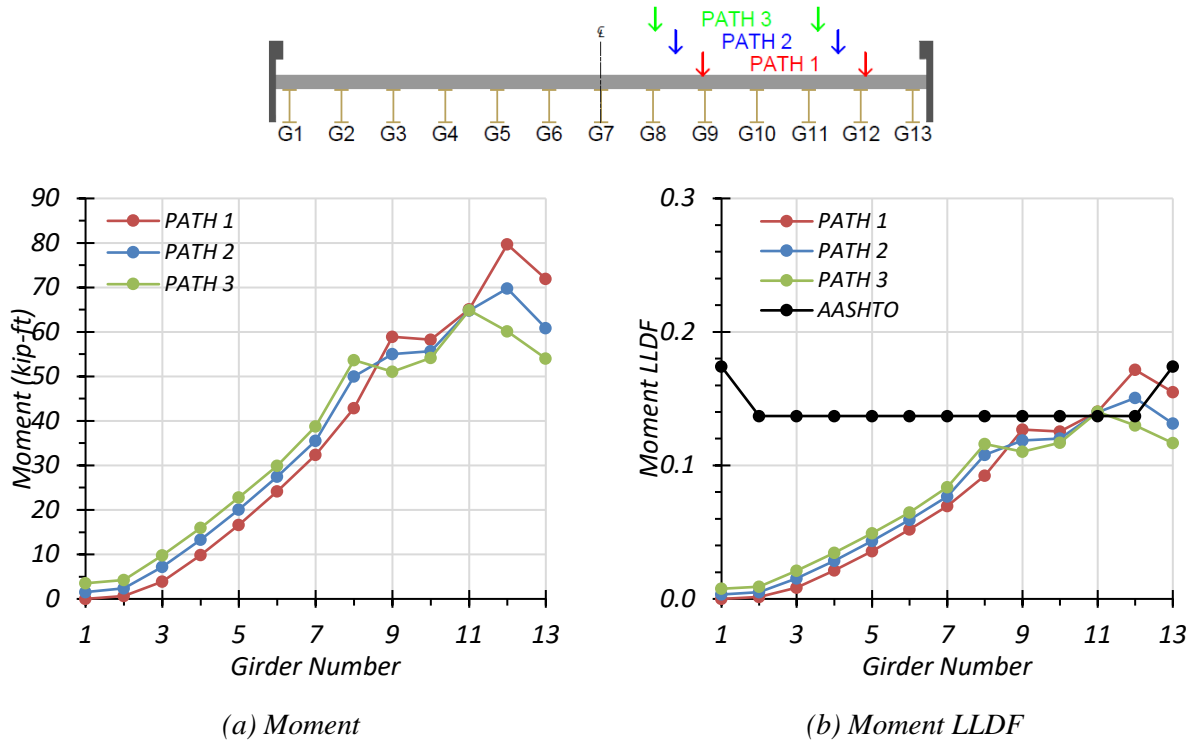 PATH 3
℄ PATH 2
PATH 1
G1 G2 G3 G4 G5 G6 G7 G8 G9 G10 G11 G12 G13
90
80
70
60
50
40
30
20
10
0
Moment (kip-ft)
PATH 1
PATH 2
PATH 3
1 3 5 7 9 11 13
Girder Number
(a) Moment
0.3
0.2
0.1
0.0
Moment LLDF
PATH 1
PATH 2
PATH 3
AASHTO
1 3 5 7 9 11 13
Girder Number
(b) Moment LLDF